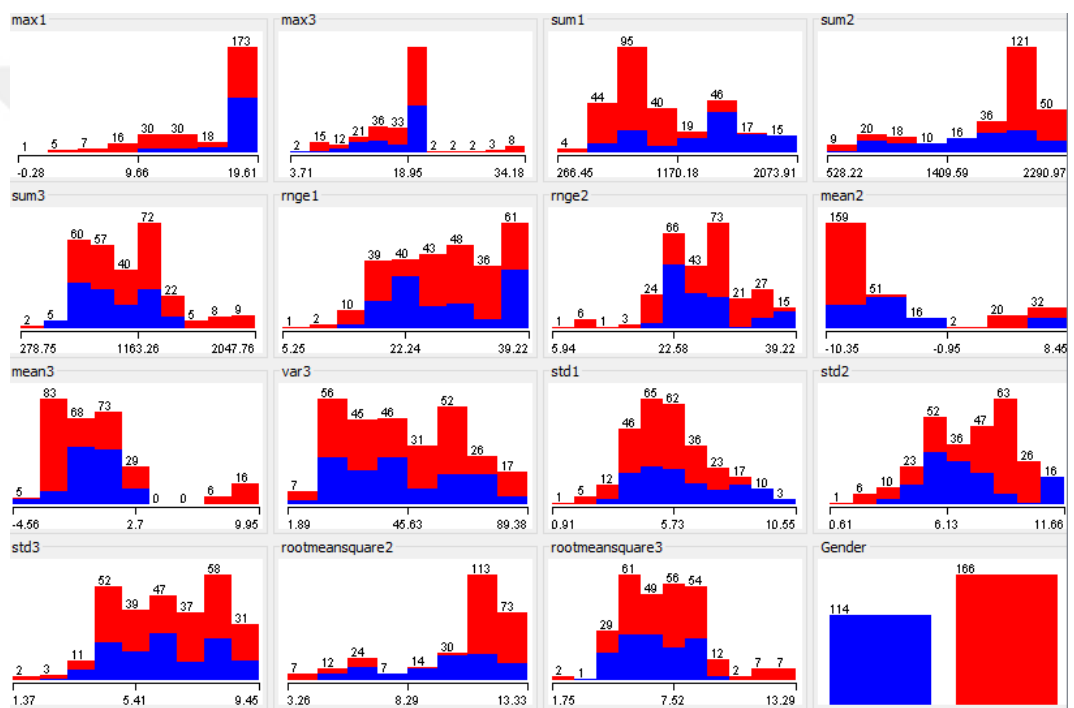 max1 max3 sum1 sum2
173 95 121
1 5 7 16 30 30 18
2 15 12 21 36 33 2 2 2 3 8
4 44 40 19 46 17 15
9 20 18 10 16 36 50
-0.28 9.66 19.61 3.71 18.95 34.18 266.45 1170.18 2073.91 528.22 1409.59 2290.97
sum3 rnge1 rnge2 mean2
2 5 60 57 40 72 22 5 8 9
1 2 10 39 40 43 48 36 61
1 6 1 3 24 66 43 73 21 27 15
159 51 16 2 20 32
278.75 1163.26 2047.76 5.25 22.24 39.22 5.94 22.58 39.22 -10.35 -0.95 8.45
mean3 var3 std1 std2
5 83 68 73 29 0 0 6 16
7 56 45 46 31 52 26 17
1 5 12 46 65 62 36 23 17 10 3
1 6 10 23 52 36 47 63 26 16
-4.56 2.7 9.95 1.89 45.63 89.38 0.91 5.73 10.55 0.61 6.13 11.66
std3 rootmeansquare2 rootmeansquare3 Gender
2 3 11 52 39 47 37 58 31
7 12 24 7 14 30 113 73
2 1 29 61 49 56 54 12 2 7 7
114 166
1.37 5.41 9.45 3.26 8.29 13.33 1.75 7.52 13.29